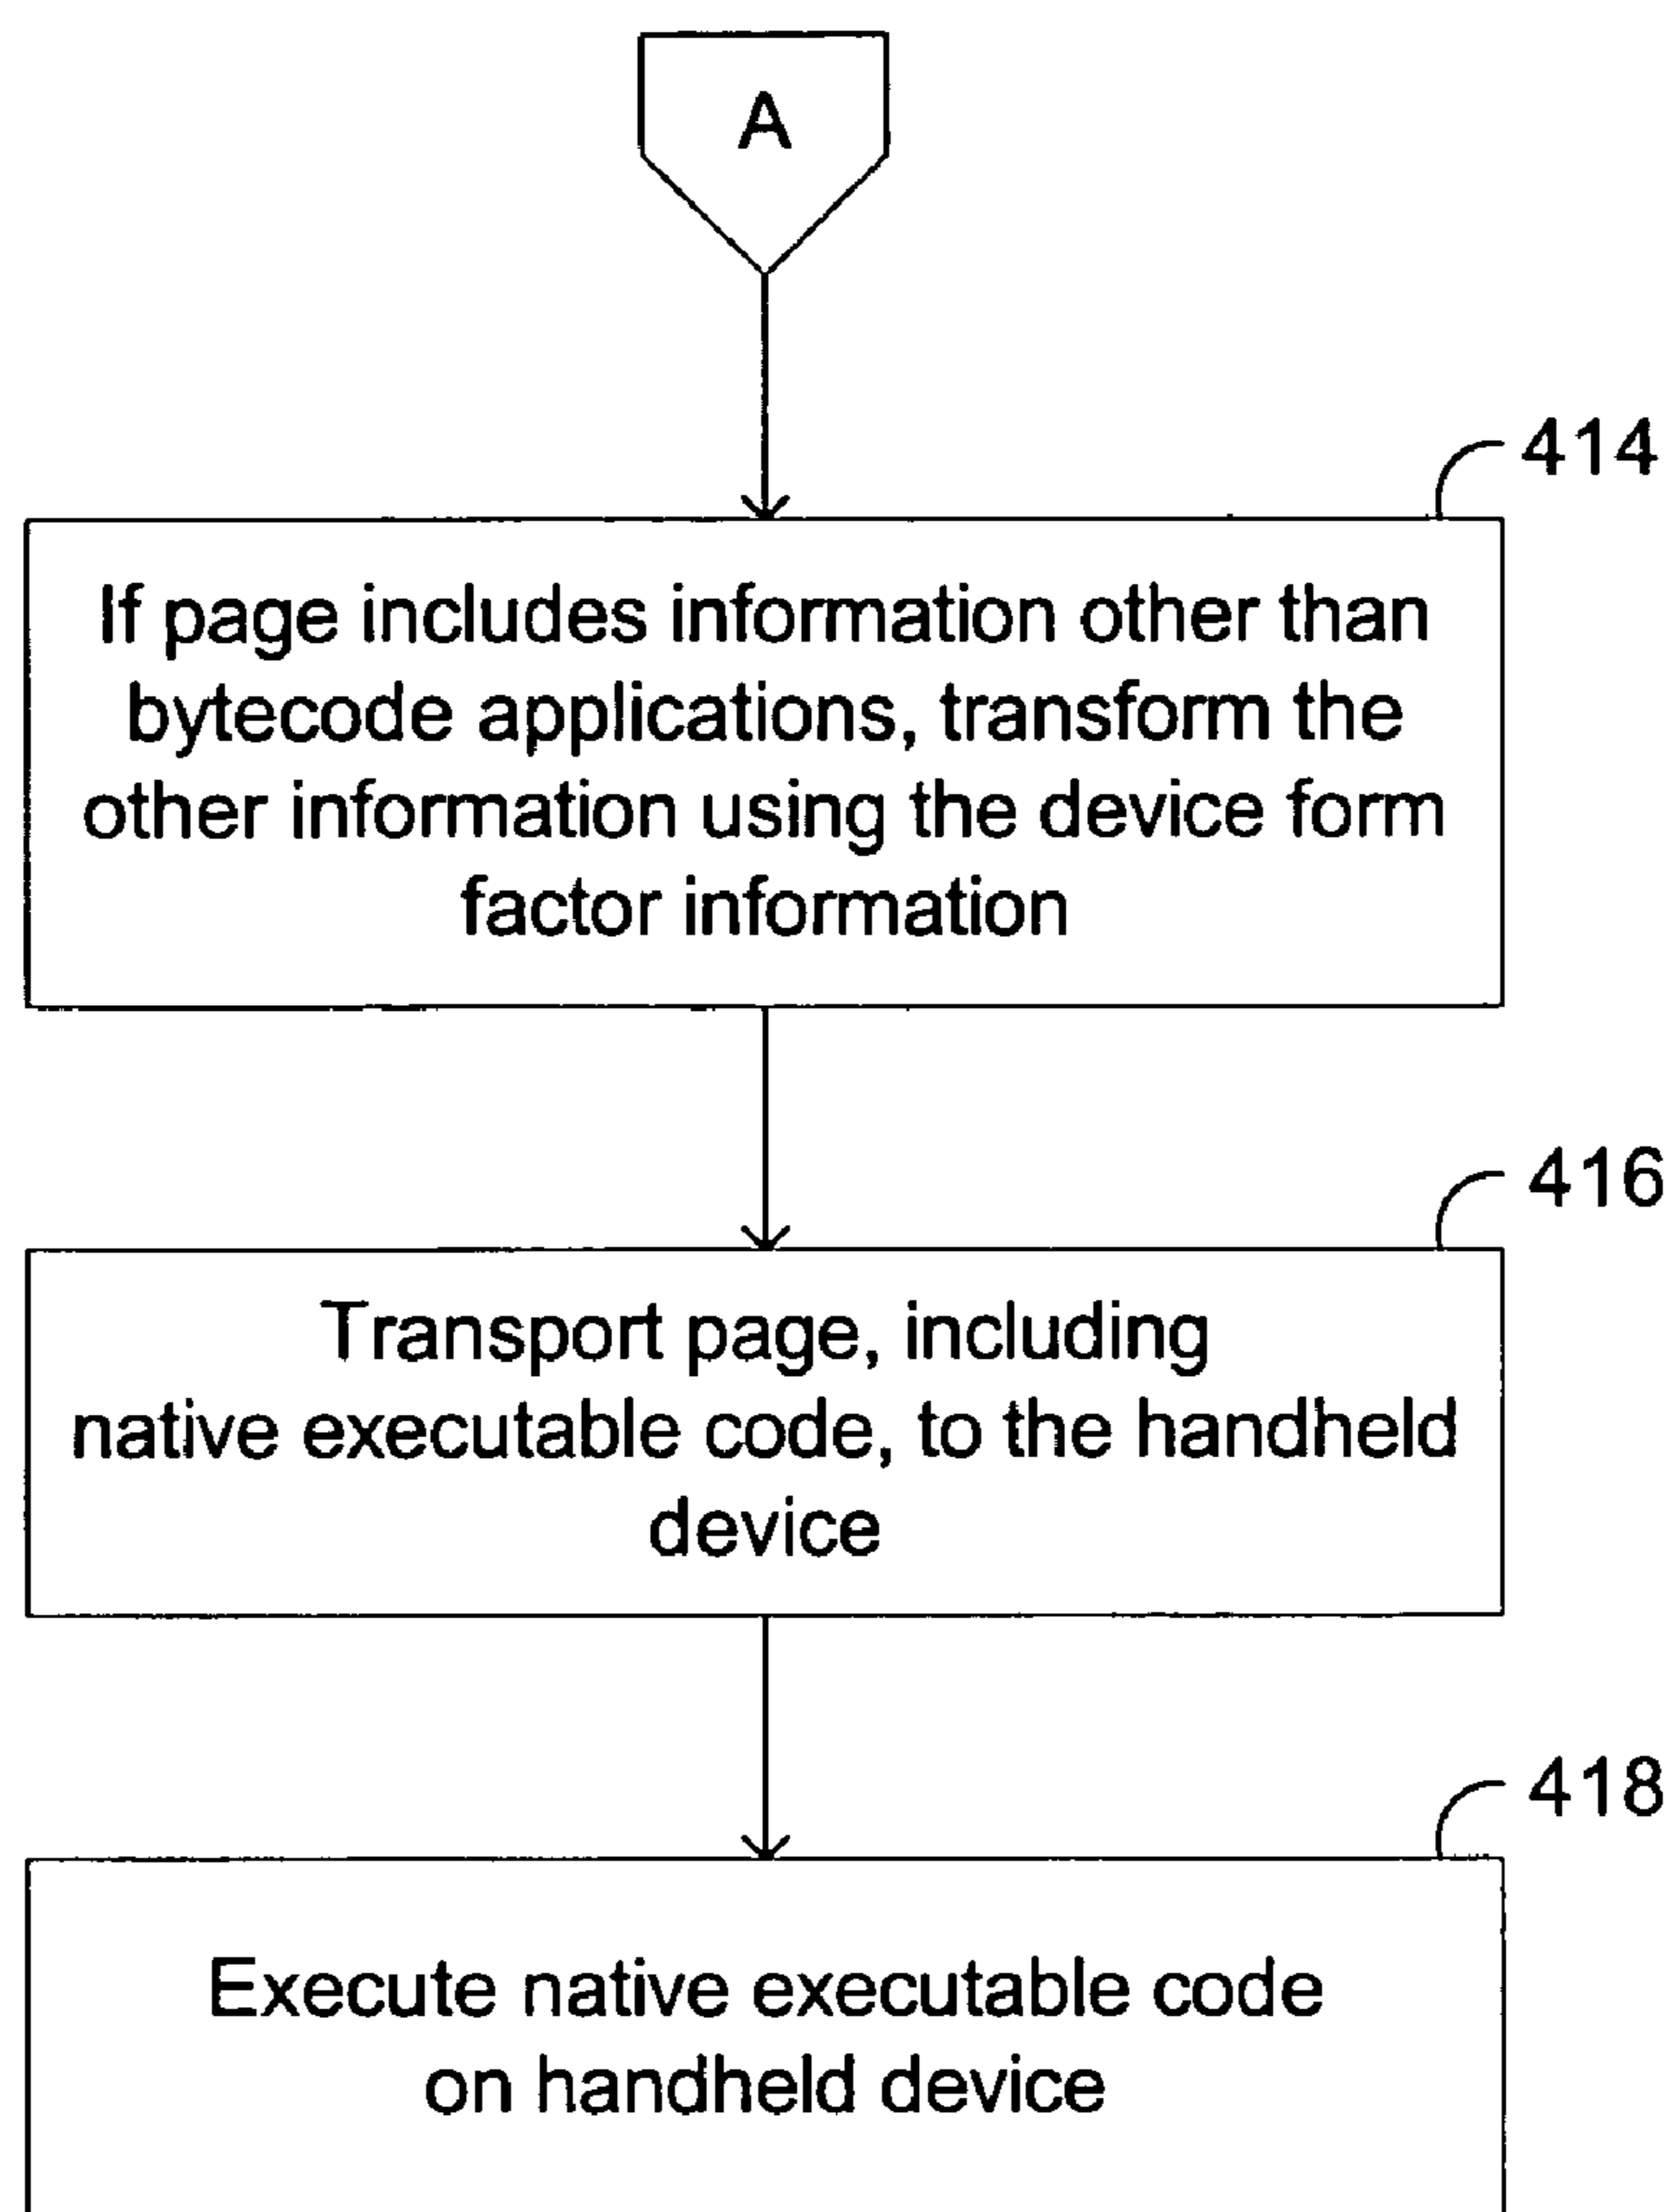 A
414
If page includes information other than
bytecode applications, transform the
other information using the device form
factor information
416
Transport page, including
native executable code, to the handheld
device
418
Execute native executable code
on handheld device